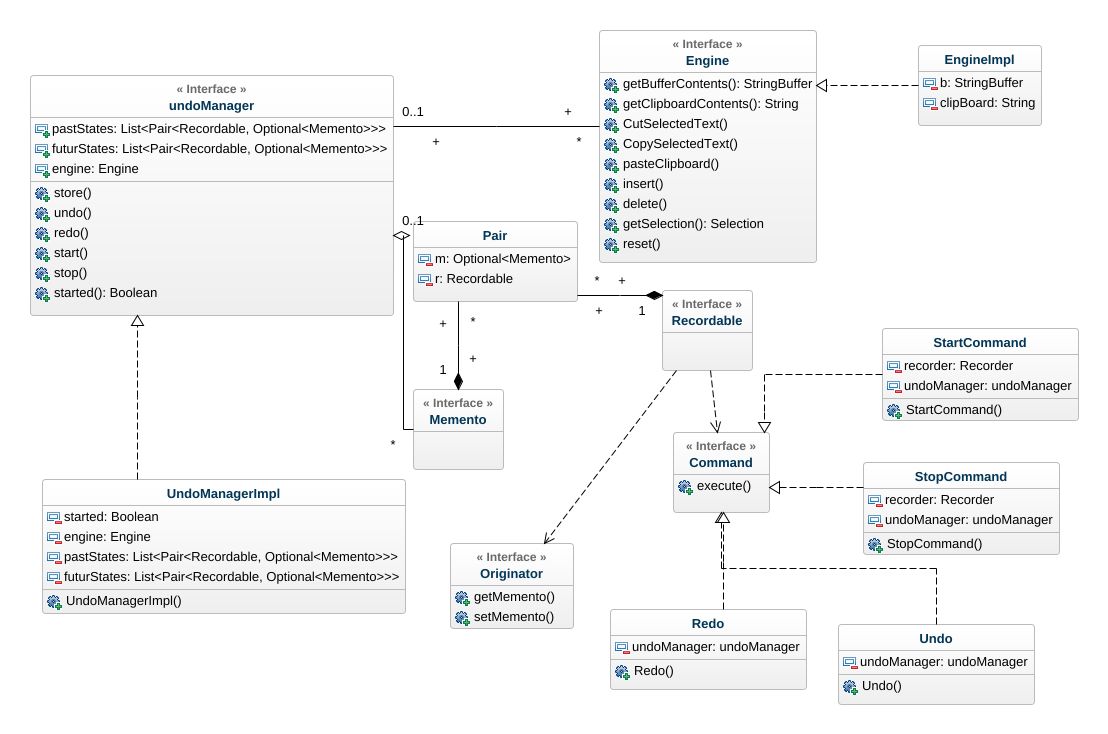 « Interface »
undoManager
pastStates: List<Pair<Recordable, Optional<Memento>>>
futurStates: List<Pair<Recordable, Optional<Memento>>>
engine: Engine
store()
undo()
redo()
start()
stop()
started(): Boolean
0..1
+
+
*
« Interface »
Engine
getBufferContents(): StringBuffer
getClipboardContents(): String
CutSelectedText()
CopySelectedText()
pasteClipboard()
insert()
delete()
getSelection(): Selection
reset()
EngineImpl
b: StringBuffer
clipBoard: String
0..1
*
Pair
m: Optional<Memento>
r: Recordable
*
+
+
1
« Interface »
Recordable
+
*
+
1
« Interface »
Memento
StartCommand
recorder: Recorder
undoManager: undoManager
StartCommand()
« Interface »
Command
execute()
StopCommand
recorder: Recorder
undoManager: undoManager
StopCommand()
UndoManagerImpl
started: Boolean
engine: Engine
pastStates: List<Pair<Recordable, Optional<Memento>>>
futurStates: List<Pair<Recordable, Optional<Memento>>>
UndoManagerImpl()
« Interface »
Originator
getMemento()
setMemento()
Redo
undoManager: undoManager
Redo()
Undo
undoManager: undoManager
Undo()